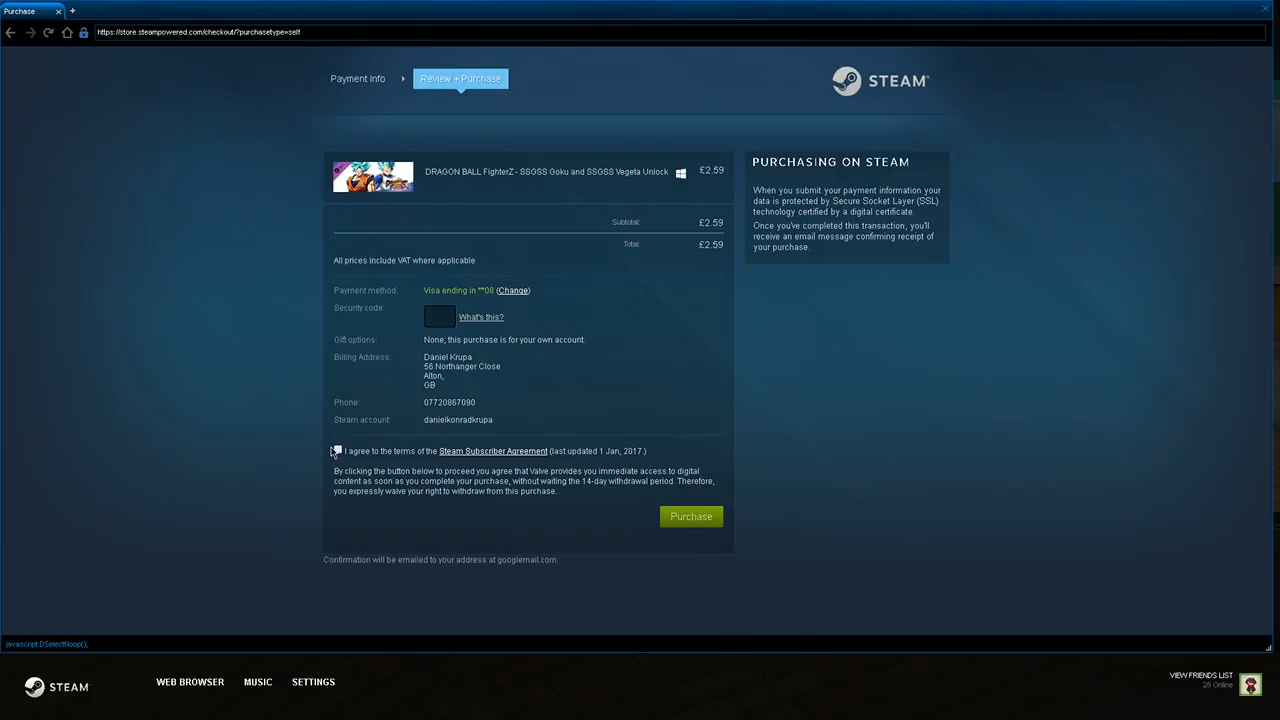 Purchase
https://store.steampowered.com/checkout/?purchasetype=self
Payment Info
Review + Purchase
STEAM
DRAGON BALL FighterZ - SSGSS Goku and SSGSS Vegeta Unlock
£2.59
Subtotal:
£2.59
Total:
£2.59
All prices include VAT where applicable
Payment method:
Visa ending in **08 (Change)
Security code:
What's this?
Gift options:
None; this purchase is for your own account.
Billing Address:
Daniel Krupa
56 Northanger Close
Alton,
GB
Phone:
07720867090
Steam account
danielkonradkrupa
I agree to the terms of the Steam Subscriber Agreement (last updated 1 Jan, 2017.)
By clicking the button below to proceed you agree that Valve provides you immediate access to digital
content as soon as you complete your purchase, without waiting the 14-day withdrawal period. Therefore,
you expressly waive your right to withdraw from this purchase.
Purchase
Confirmation will be emailed to your address at googlemail.com
PURCHASING ON STEAM
When you submit your payment information your
data is protected by Secure Socket Layer (SSL)
technology certified by a digital certificate.
Once you've completed this transaction, you'll
receive an email message confirming receipt of
your purchase.
javascript:DSelectNoop();
STEAM
WEB BROWSER
MUSIC
SETTINGS
VIEW FRIENDS LIST
28 Online